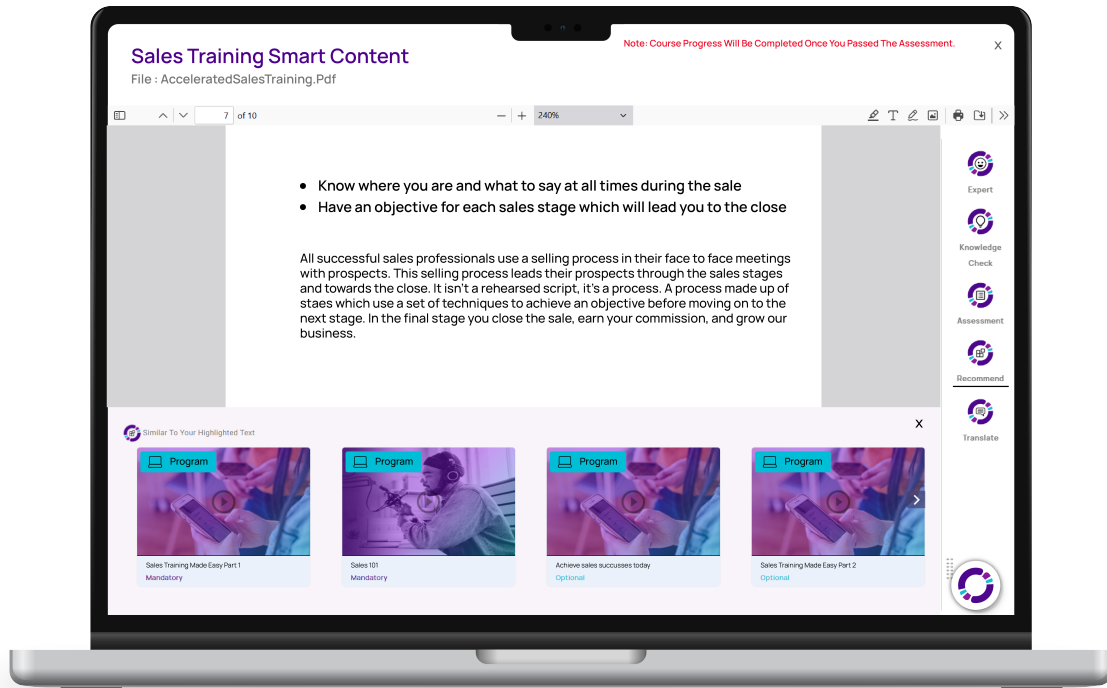 Sales Training Smart Content
Note: Course Progress Will Be Completed Once You Passed The Assessment.
X
File : AcceleratedSalesTraining.Pdf
7 of 10
240%
Know where you are and what to say at all times during the sale
Have an objective for each sales stage which will lead you to the close
All successful sales professionals use a selling process in their face to face meetings
with prospects. This selling process leads their prospects through the sales stages
and towards the close. It isn't a rehearsed script, it's a process. A process made up of
staes which use a set of techniques to achieve an objective before moving on to the
next stage. In the final stage you close the sale, earn your commission, and grow our
business.
Expert
Knowledge
Check
Assessment
Recommend
Translate
Similar To Your Highlighted Text
X
Program
Sales Training Made Easy Part 1
Mandatory
Program
Sales 101
Mandatory
Program
Achieve sales succusses today
Optional
Program
Sales Training Made Easy Part 2
Optional